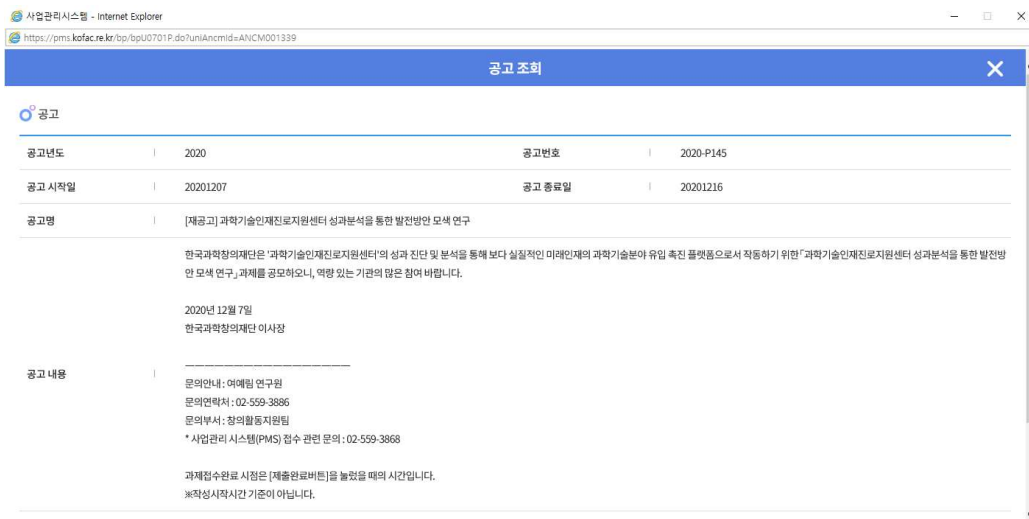 사업관리시스템 - Internet Explorer
https://pms.kofac.re.kr/bp/bpU0701P.do?uniAncmId=ANCM001339
공고 조회
공고
공고년도 2020 공고번호 2020-P145
공고 시작일 20201207 공고 종료일 20201216
공고명 [재공고] 과학기술인재진로지원센터 성과분석을 통한 발전방안 모색 연구
한국과학창의재단은 '과학기술인재진로지원센터'의 성과 진단 및 분석을 통해 보다 실질적인 미래인재의 과학기술분야 유입 촉진 플랫폼으로서 작동하기 위한 「과학기술인재진로지원센터 성과분석을 통한 발전방
안 모색 연구」 과제를 공모하오니, 역량 있는 기관의 많은 참여 바랍니다.
2020년 12월 7일
한국과학창의재단 이사장
공고 내용
—————————————————
문의안내 : 여예림 연구원
문의연락처 : 02-559-3886
문의부서 : 창의활동지원팀
* 사업관리 시스템(PMS) 접수 관련 문의 : 02-559-3868
과제접수완료 시점은 [제출완료버튼]을 눌렀을 때의 시간입니다.
※작성시작시간 기준이 아닙니다.